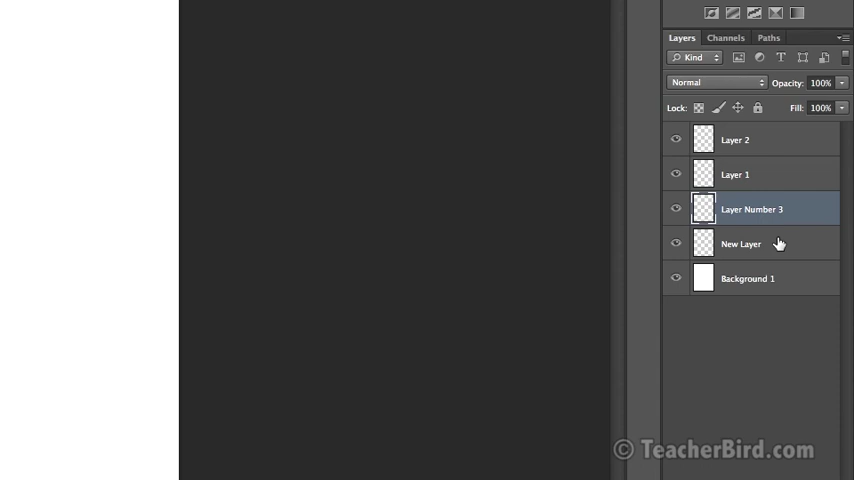 Layers Channels Paths
Kind T
Normal Opacity: 100%
Lock: Fill: 100%
Layer 2
Layer 1
Layer Number 3
New Layer
Background 1
© TeacherBird.com